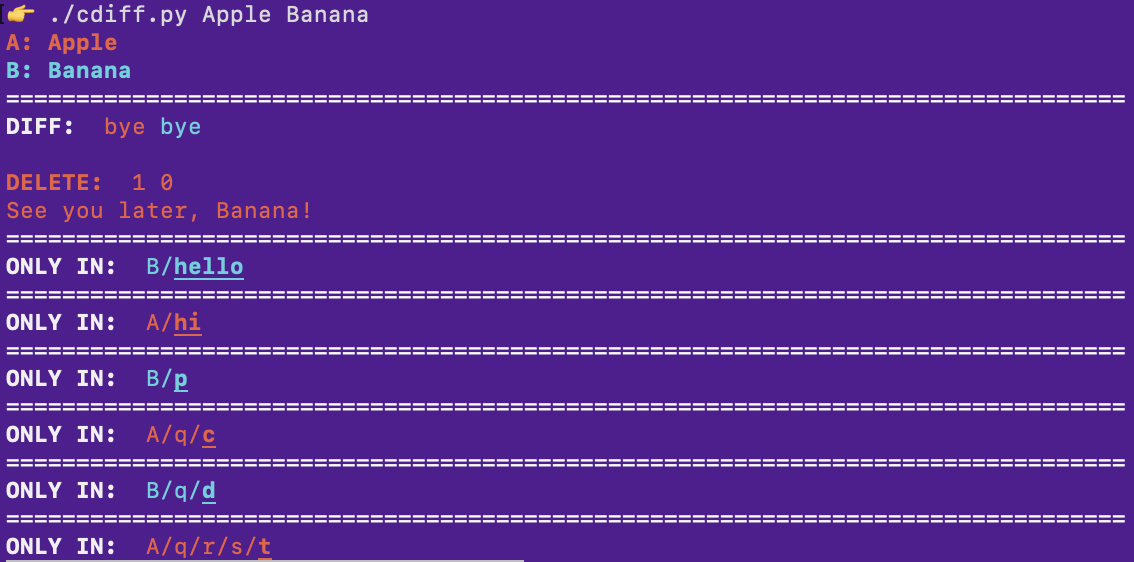 👉 ./cdiff.py Apple Banana
A: Apple
B: Banana
================================================================================
DIFF:  bye bye
DELETE:  1 0
See you later, Banana!
================================================================================
ONLY IN:  B/hello
================================================================================
ONLY IN:  A/hi
================================================================================
ONLY IN:  B/p
================================================================================
ONLY IN:  A/q/c
================================================================================
ONLY IN:  B/q/d
================================================================================
ONLY IN:  A/q/r/s/t